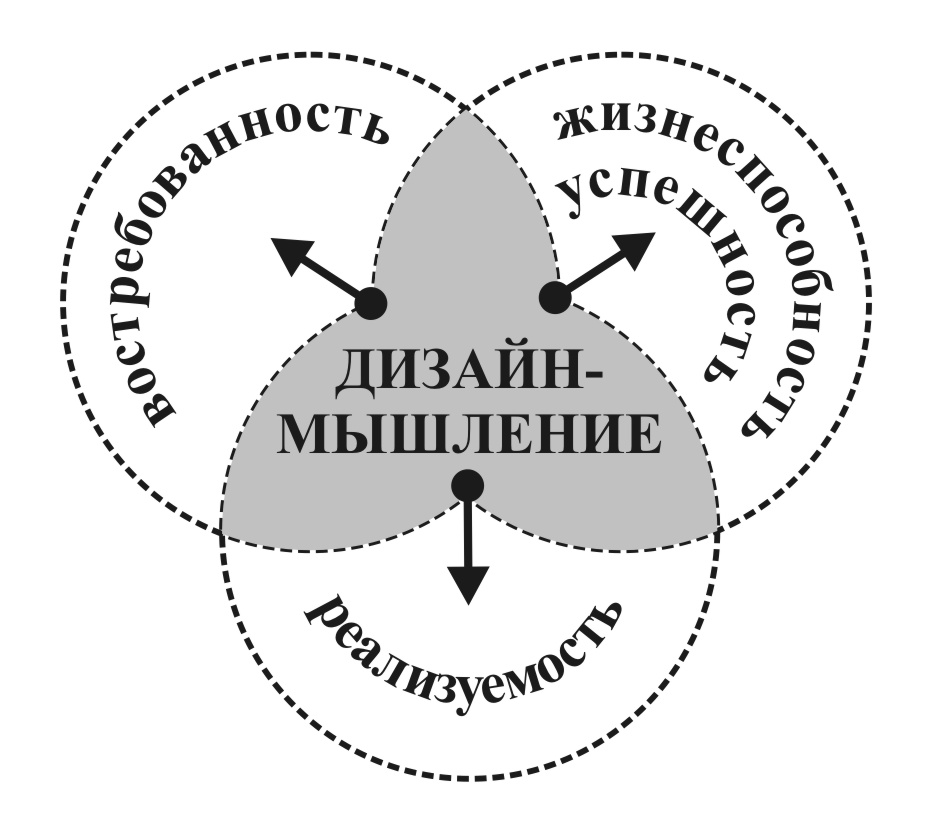 востребованность
жизнеспособность
успешность
ДИЗАЙН-
МЫШЛЕНИЕ
реализуемость